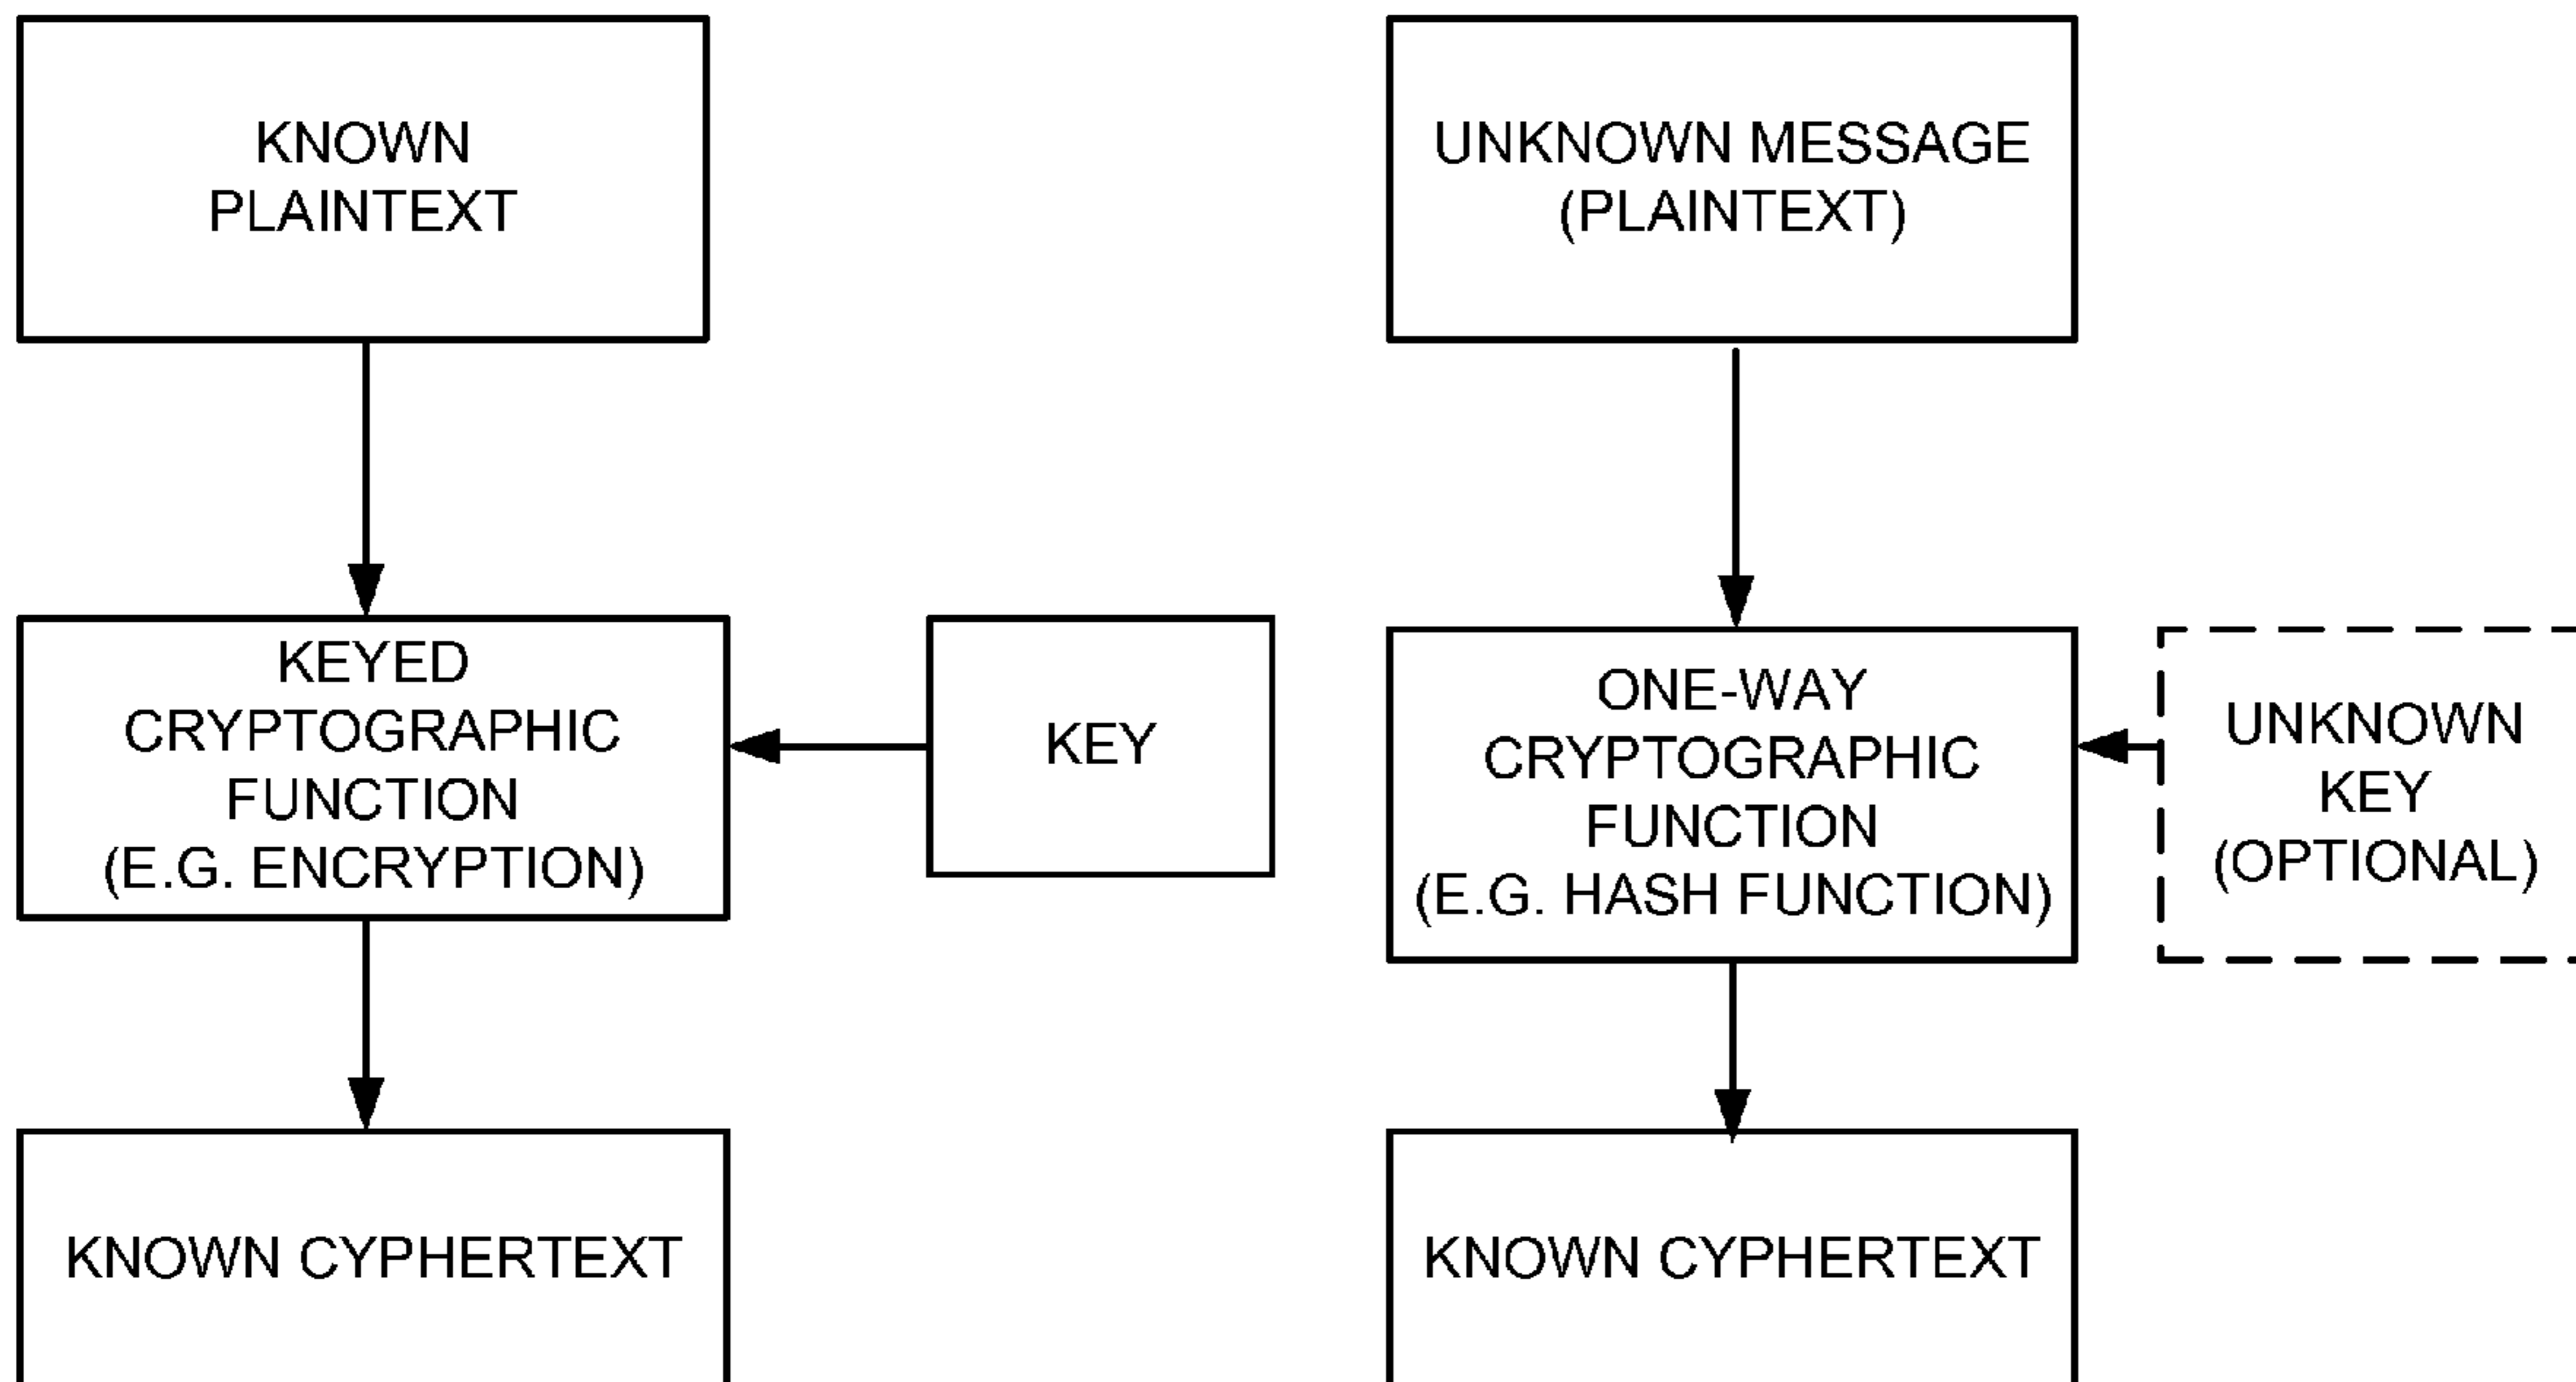 KNOWN
PLAINTEXT
KEYED
CRYPTOGRAPHIC
FUNCTION
(E.G. ENCRYPTION)
KEY
KNOWN CYPHERTEXT
UNKNOWN MESSAGE
(PLAINTEXT)
ONE-WAY
CRYPTOGRAPHIC
FUNCTION
(E.G. HASH FUNCTION)
UNKNOWN
KEY
(OPTIONAL)
KNOWN CYPHERTEXT